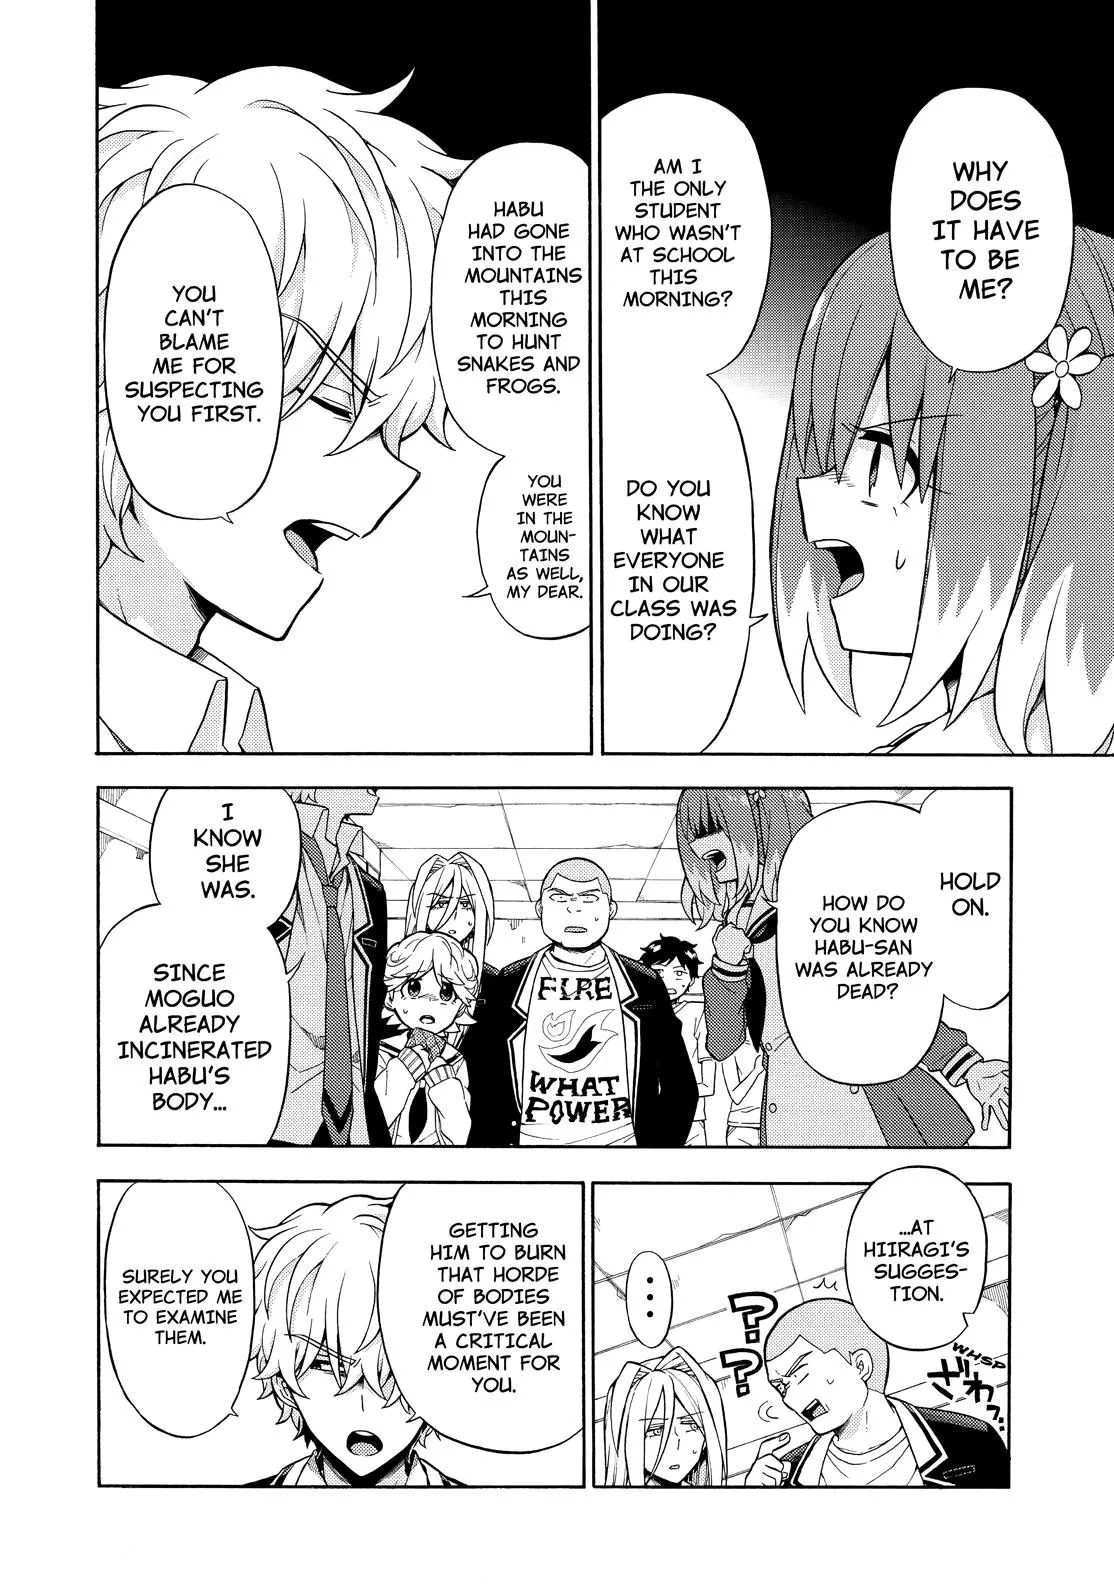 WHY
DOES
IT HAVE
TO BE
ME?
AM I
THE ONLY
STUDENT
WHO WASN'T
AT SCHOOL
THIS
MORNING?
DO YOU
KNOW
WHAT
EVERYONE
IN OUR
CLASS WAS
DOING?
HABU
HAD GONE
INTO THE
MOUNTAINS
THIS
MORNING
TO HUNT
SNAKES AND
FROGS.
YOU
WERE
IN THE
MOUN-
TAINS
AS WELL,
MY DEAR.
YOU
CAN'T
BLAME
ME FOR
SUSPECTING
YOU FIRST.
HOLD
ON.
HOW DO
YOU KNOW
HABU-SAN
WAS ALREADY
DEAD?
FIRE
WHAT
POWER
I
KNOW
SHE
WAS.
SINCE
MOGUO
ALREADY
INCINERATED
HABU'S
BODY...
...AT
HIIRAGI'S
SUGGES-
TION.
WHSP
ざわっ
???
...
GETTING
HIM TO BURN
THAT HORDE
OF BODIES
MUST'VE BEEN
A CRITICAL
MOMENT FOR
YOU.
SURELY YOU
EXPECTED ME
TO EXAMINE
THEM.